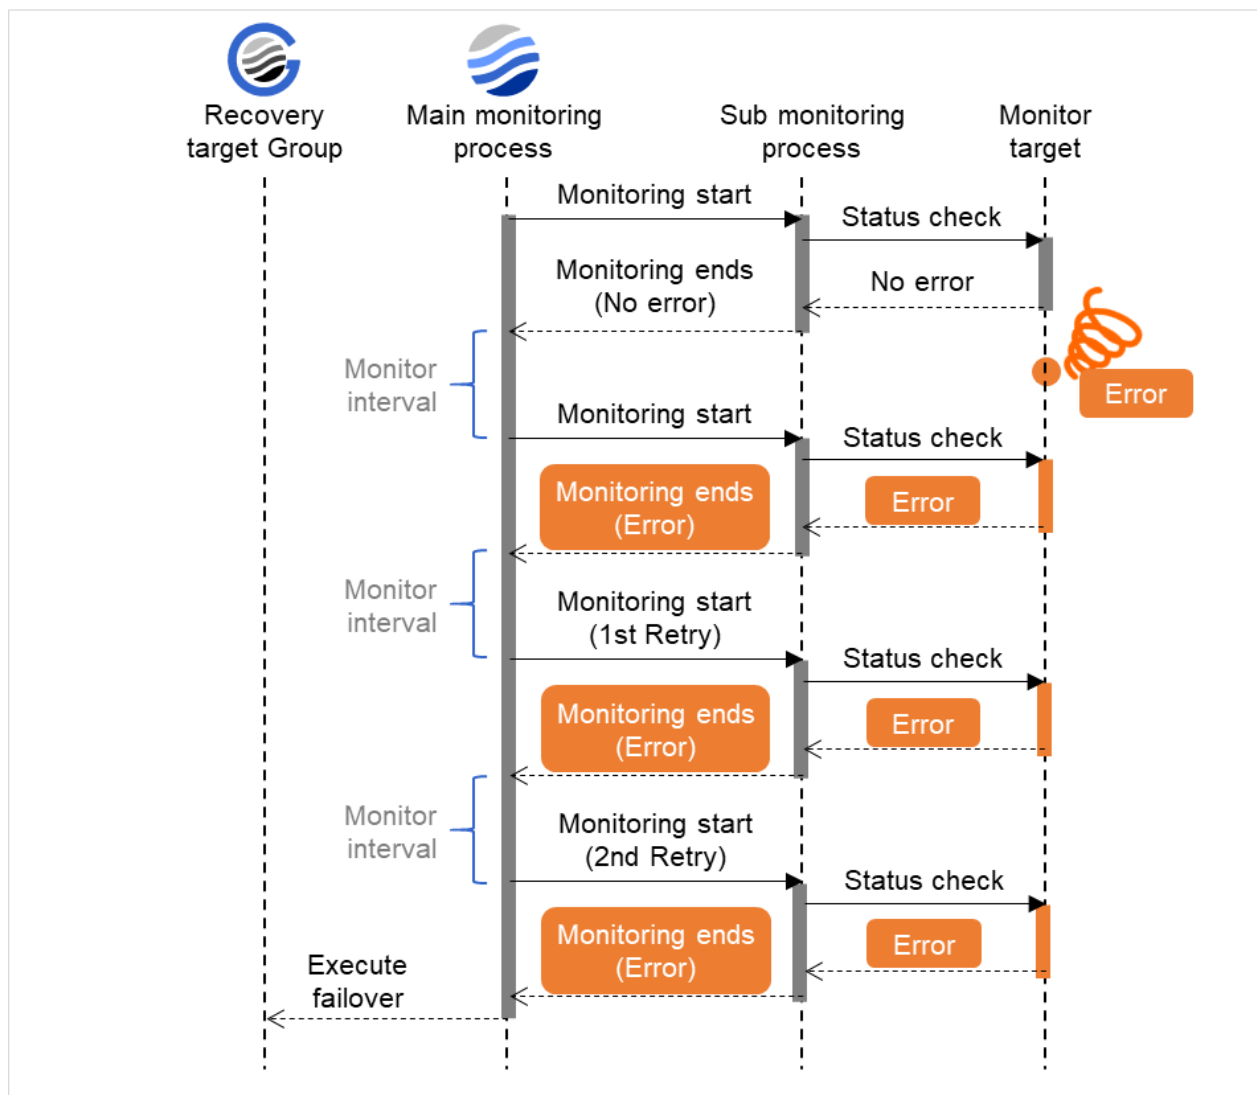 Recovery
target Group
Main monitoring
process
Sub monitoring
process
Monitor
target
Monitoring start
Status check
Monitoring ends
(No error)
No error
Monitor
interval
Error
Monitoring start
Status check
Monitoring ends
(Error)
Error
Monitor
interval
Monitoring start
(1st Retry)
Status check
Monitoring ends
(Error)
Error
Monitor
interval
Monitoring start
(2nd Retry)
Status check
Monitoring ends
(Error)
Error
Execute
failover